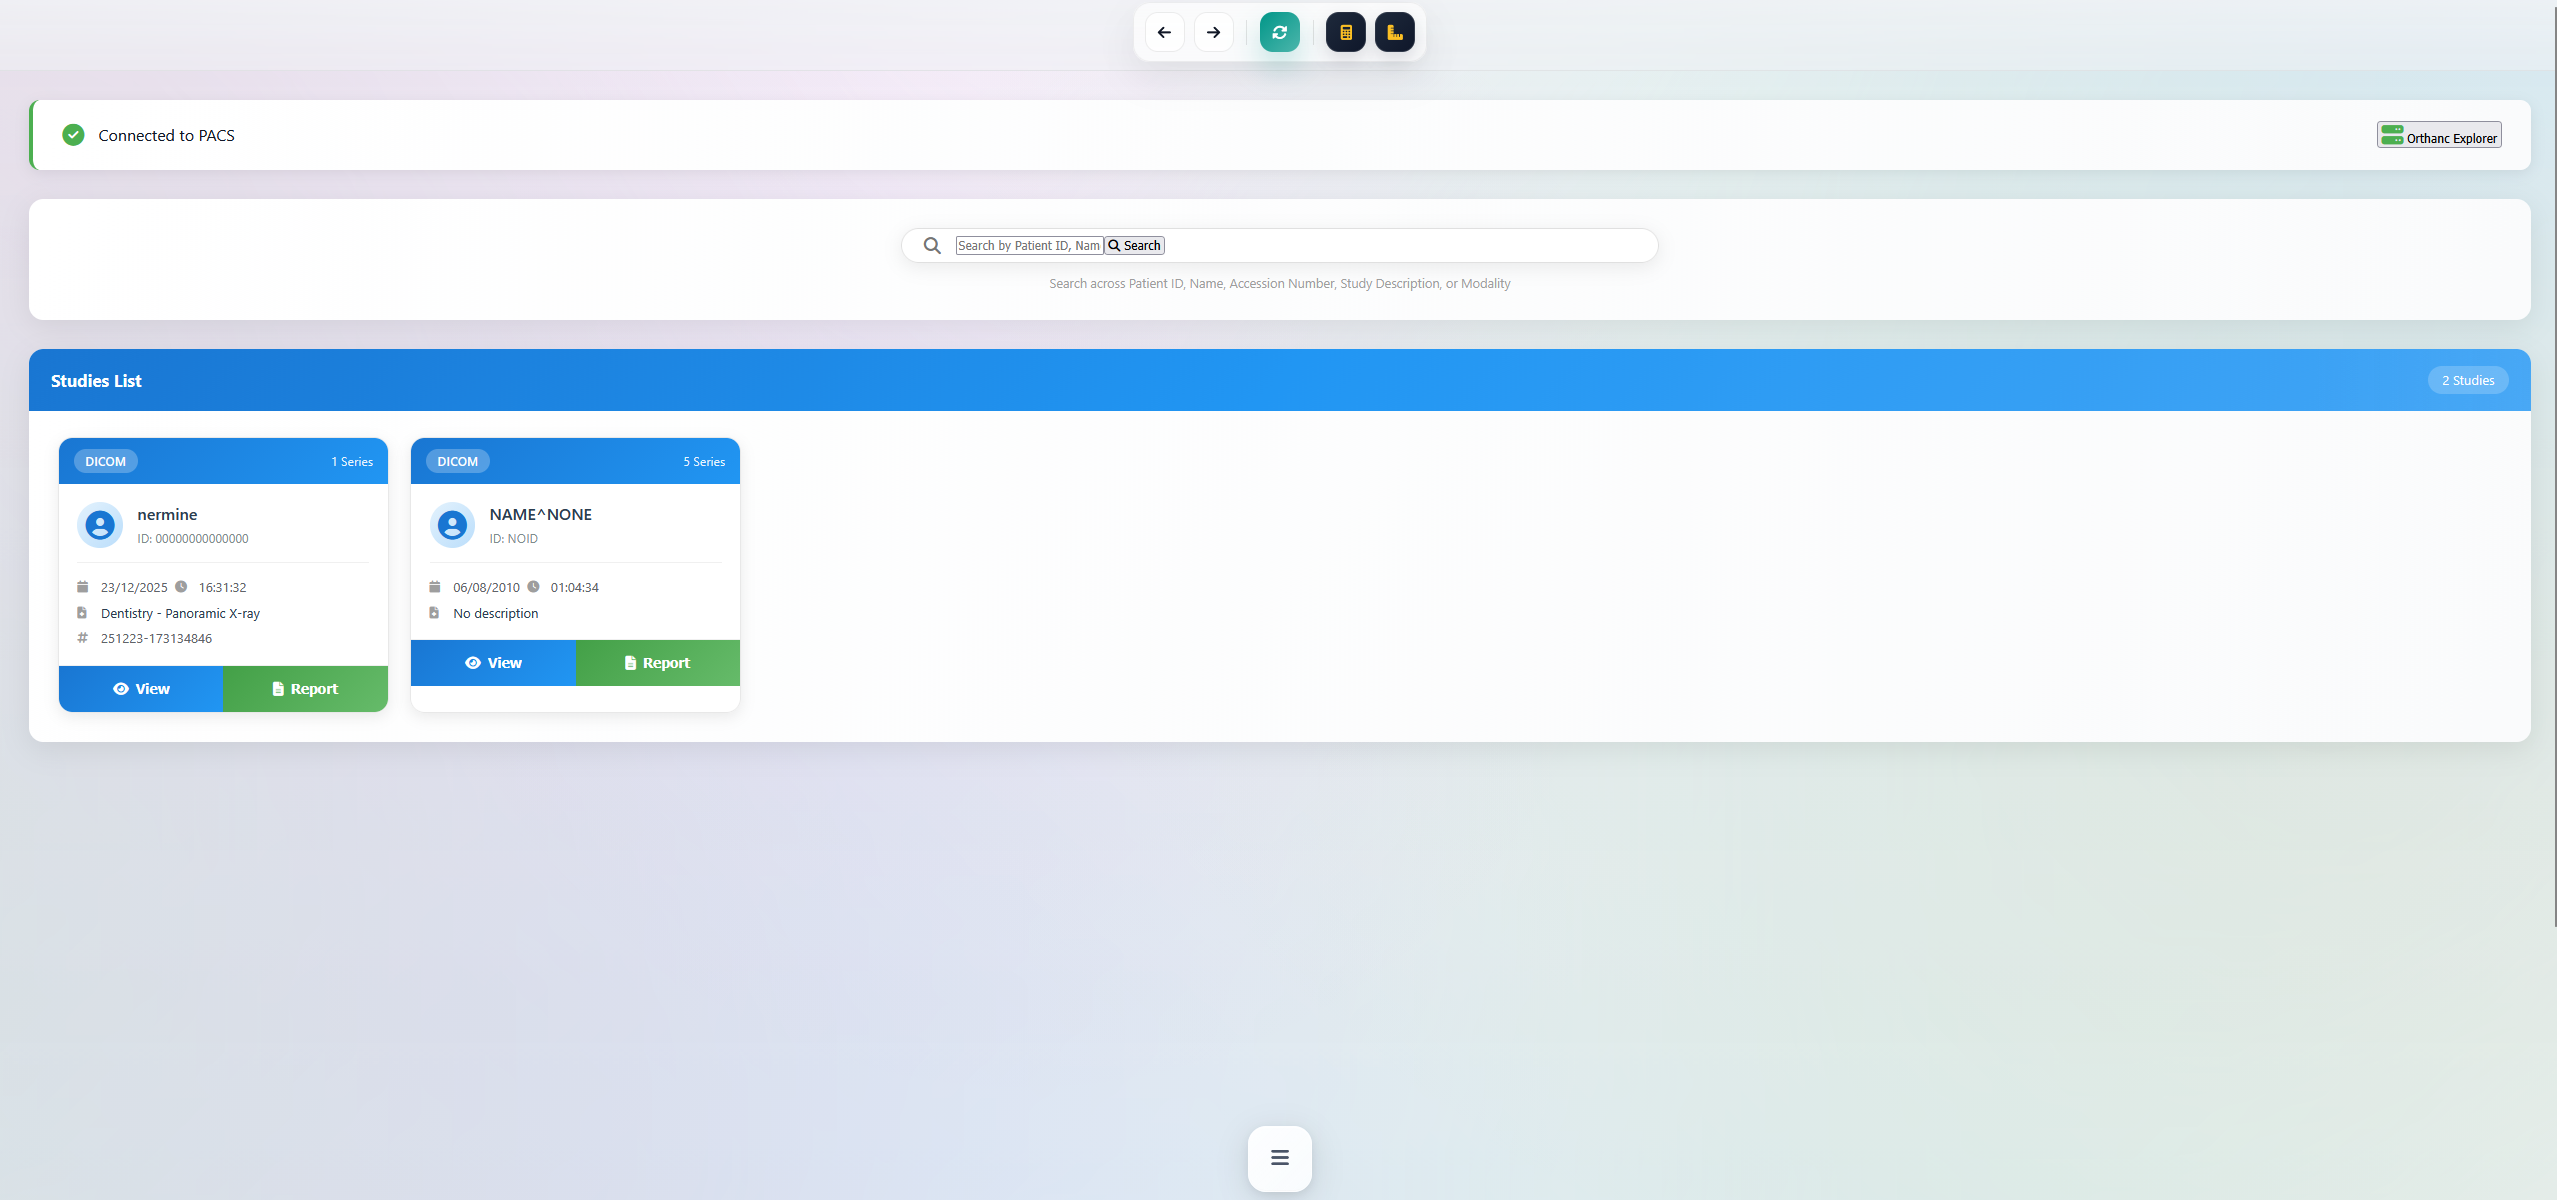 Connected to PACS
Orthanc Explorer
Search by Patient ID, Nam
Search
Search across Patient ID, Name, Accession Number, Study Description, or Modality
Studies List
2 Studies
DICOM
1 Series
nermine
ID: 00000000000000
23/12/2025 16:31:32
Dentistry - Panoramic X-ray
# 251223-173134846
View
Report
DICOM
5 Series
NAME^NONE
ID: NOID
06/08/2010 01:04:34
No description
View
Report